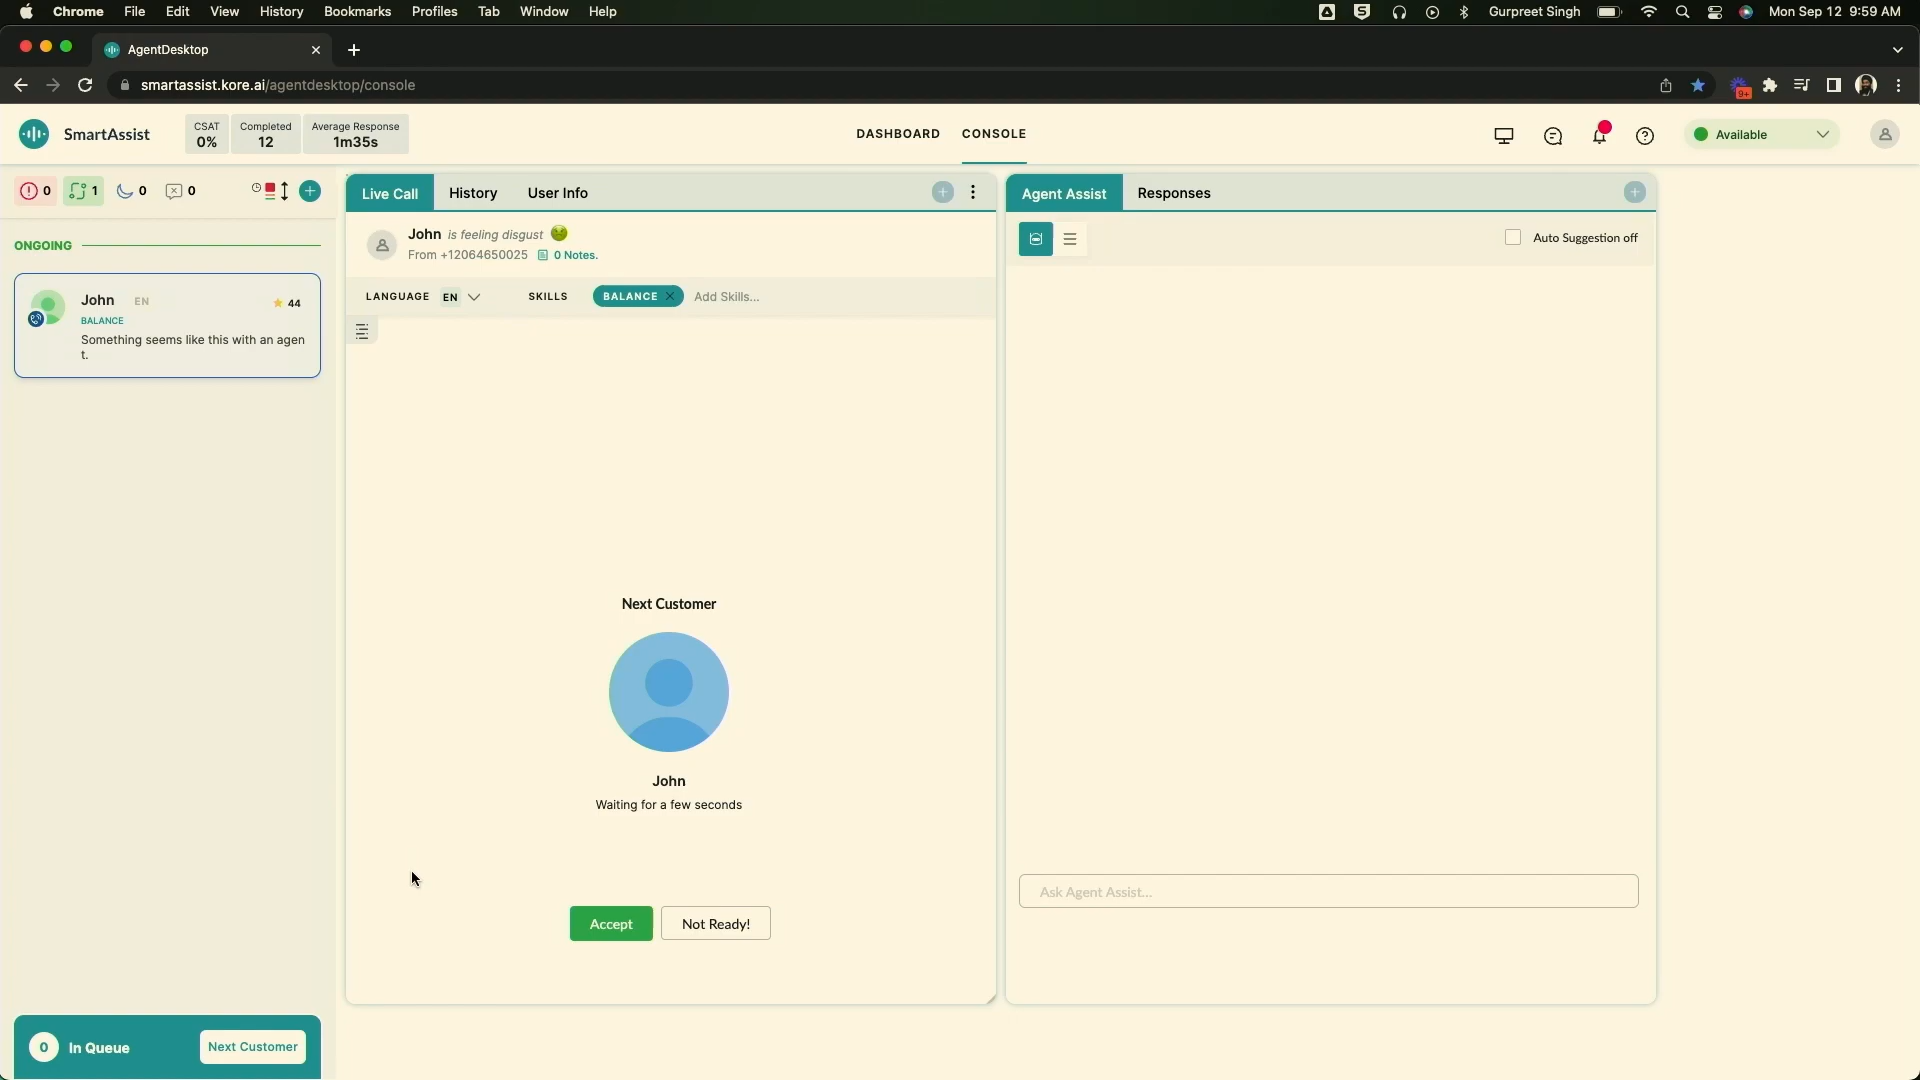 Chrome File Edit View History Bookmarks Profiles Tab Window Help Gurpreet Singh Mon Sep 12 9:59 AM
AgentDesktop
smartassist.kore.ai/agentdesktop/console
9+
SmartAssist
CSAT
0%
Completed
12
Average Response
1m35s
DASHBOARD CONSOLE
Available
0 1 0 0
ONGOING
John EN 44
BALANCE
Something seems like this with an agen
t.
0 In Queue Next Customer
Live Call History User Info
John is feeling disgust
From +12064650025 0 Notes.
LANGUAGE EN SKILLS BALANCE Add Skills...
Next Customer
John
Waiting for a few seconds
Accept Not Ready!
Agent Assist Responses
Auto Suggestion off
Ask Agent Assist...